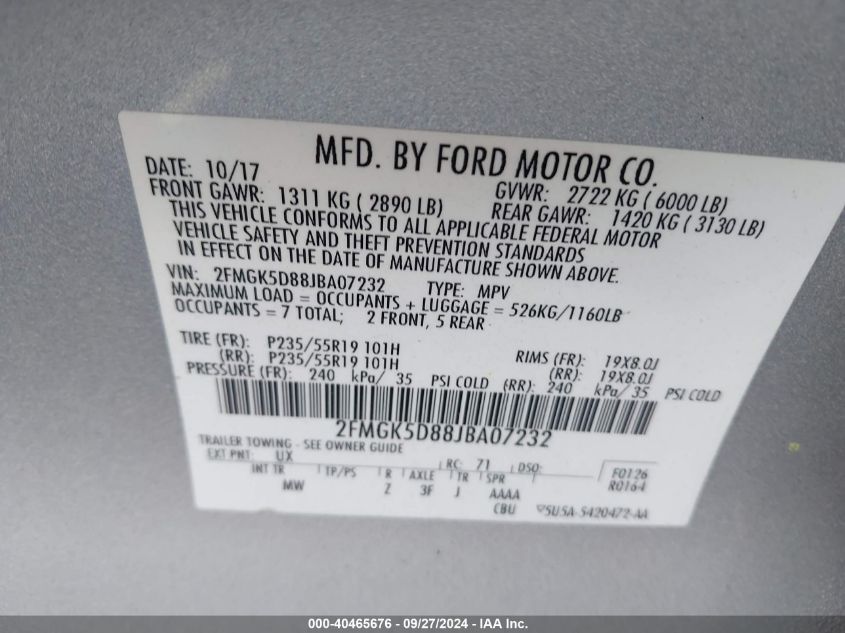 MFD. BY FORD MOTOR CO.
DATE: 10/17 GVWR: 2722 KG ( 6000 LB)
FRONT GAWR: 1311 KG ( 2890 LB) REAR GAWR: 1420 KG ( 3130 LB)
THIS VEHICLE CONFORMS TO ALL APPLICABLE FEDERAL MOTOR
VEHICLE SAFETY AND THEFT PREVENTION STANDARDS
IN EFFECT ON THE DATE OF MANUFACTURE SHOWN ABOVE.
VIN: 2FMGK5D88JBA07232 TYPE: MPV
MAXIMUM LOAD = OCCUPANTS + LUGGAGE = 526KG/1160LB
OCCUPANTS = 7 TOTAL; 2 FRONT, 5 REAR
TIRE (FR): P235/55R19 101H RIMS (FR): 19X8.0J
(RR): P235/55R19 101H (RR): 19X8.0J
PRESSURE (FR): 240 kPa/ 35 PSI COLD (RR): 240 kPa/ 35 PSI COLD
2FMGK5D88JBA07232
TRAILER TOWING - SEE OWNER GUIDE
EXT PNT: UX RC: 71 DSO: F0126
INT TR TP/PS R AXLE TR SPR R0164
MW Z 3F J AAAA
CBU 5U5A-5420472-AA
000-40465676 - 09/27/2024 - IAA Inc.